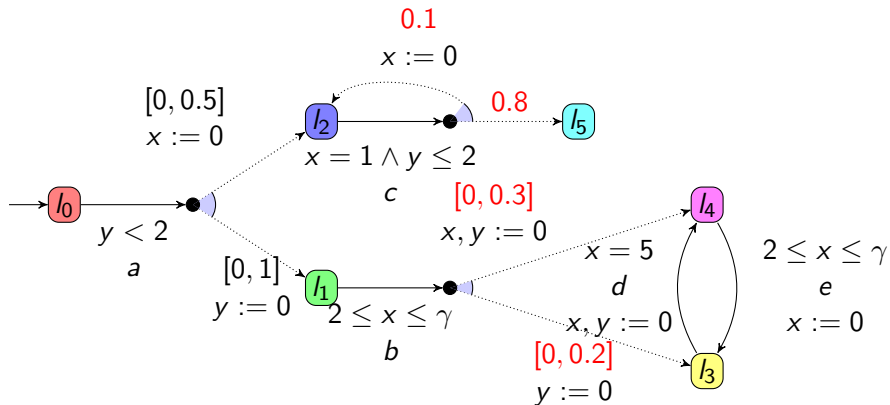 0.1
x := 0
[0, 0.5]
x := 0
l2
0.8
l5
x = 1 ∧ y ≤ 2
c
[0, 0.3]
x, y := 0
l0
y < 2
a
l4
[0, 1]
y := 0
l1
2 ≤ x ≤ γ
b
x = 5
d
x, y := 0
2 ≤ x ≤ γ
e
x := 0
[0, 0.2]
y := 0
l3